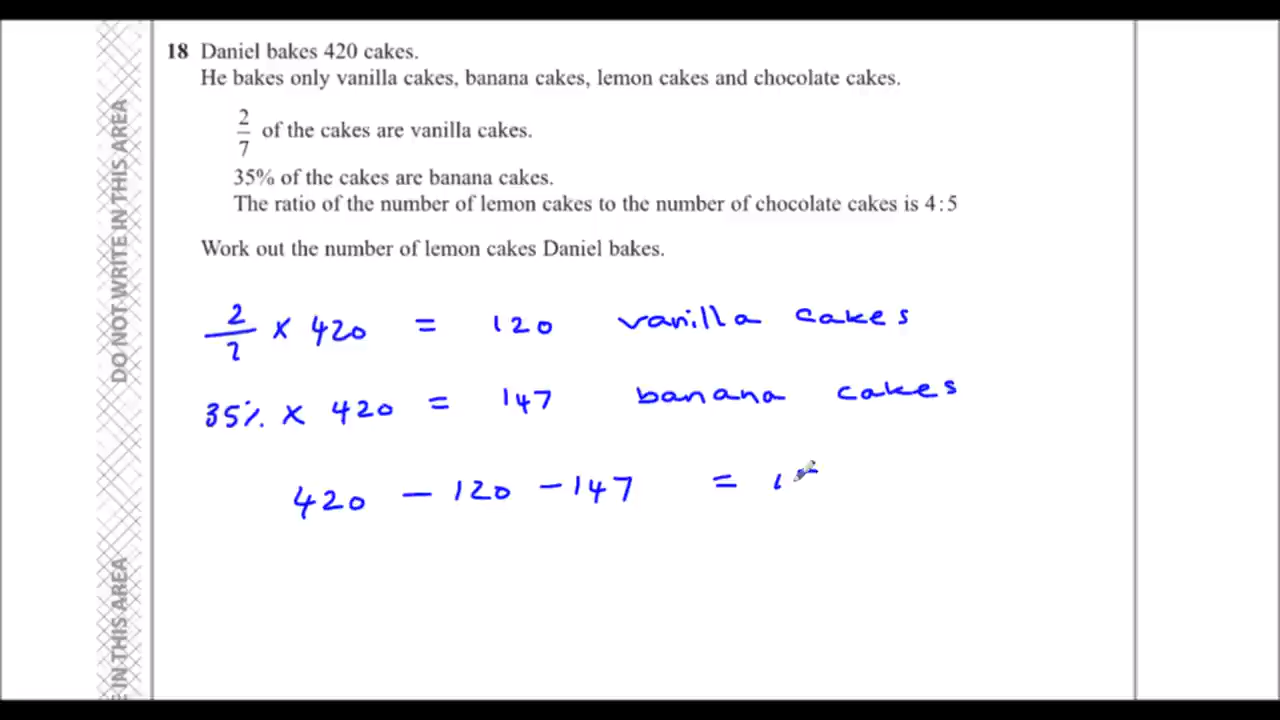 18 Daniel bakes 420 cakes.
He bakes only vanilla cakes, banana cakes, lemon cakes and chocolate cakes.
2/7 of the cakes are vanilla cakes.
35% of the cakes are banana cakes.
The ratio of the number of lemon cakes to the number of chocolate cakes is 4 : 5
Work out the number of lemon cakes Daniel bakes.
2/7 × 420 = 120 vanilla cakes
35% × 420 = 147 banana cakes
420 − 120 − 147 = 1
DO NOT WRITE IN THIS AREA
E IN THIS AREA